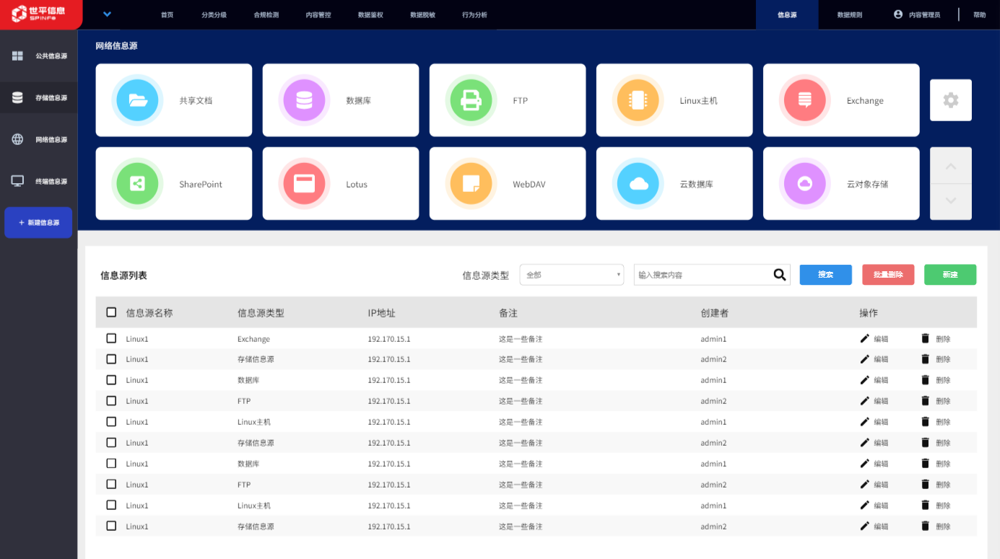 世平信息 首页 分类分级 合规检测 内容管控 数据鉴权 数据脱敏 行为分析 信息源 数据规则 内容管理员 帮助
SPINFO
公共信息源
存储信息源
网络信息源
终端信息源
+ 新建信息源
网络信息源
共享文档 数据库 FTP Linux主机 Exchange
SharePoint Lotus WebDAV 云数据库 云对象存储
信息源列表 信息源类型 全部 输入搜索内容 搜索 批量删除 新建
信息源名称 信息源类型 IP地址 备注 创建者 操作
Linux1 Exchange 192.170.15.1 这是一些备注 admin1 编辑 删除
Linux1 存储信息源 192.170.15.1 这是一些备注 admin2 编辑 删除
Linux1 数据库 192.170.15.1 这是一些备注 admin1 编辑 删除
Linux1 FTP 192.170.15.1 这是一些备注 admin2 编辑 删除
Linux1 Linux主机 192.170.15.1 这是一些备注 admin1 编辑 删除
Linux1 存储信息源 192.170.15.1 这是一些备注 admin2 编辑 删除
Linux1 数据库 192.170.15.1 这是一些备注 admin1 编辑 删除
Linux1 FTP 192.170.15.1 这是一些备注 admin2 编辑 删除
Linux1 Linux主机 192.170.15.1 这是一些备注 admin1 编辑 删除
Linux1 存储信息源 192.170.15.1 这是一些备注 admin2 编辑 删除